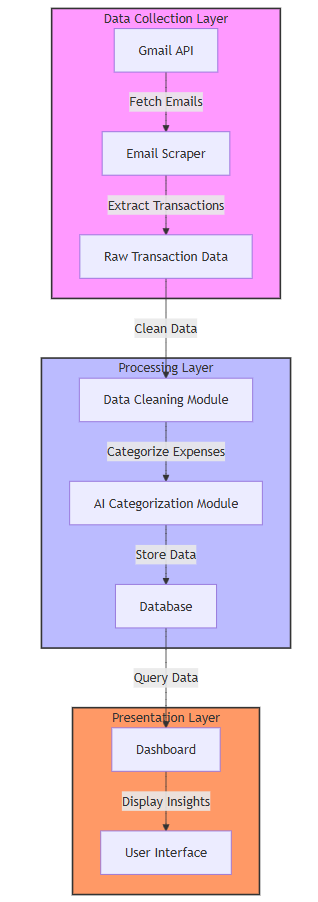 Data Collection Layer
Gmail API
Fetch Emails
Email Scraper
Extract Transactions
Raw Transaction Data
Clean Data
Processing Layer
Data Cleaning Module
Categorize Expenses
AI Categorization Module
Store Data
Database
Query Data
Presentation Layer
Dashboard
Display Insights
User Interface